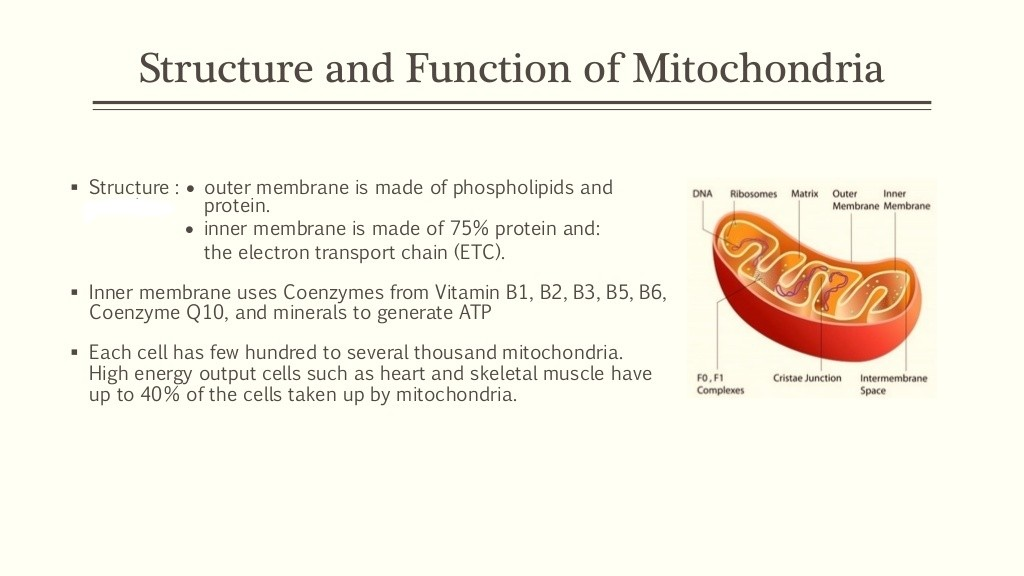 Structure and Function of Mitochondria
▪ Structure : • outer membrane is made of phospholipids and
protein.
• inner membrane is made of 75% protein and:
the electron transport chain (ETC).
▪ Inner membrane uses Coenzymes from Vitamin B1, B2, B3, B5, B6,
Coenzyme Q10, and minerals to generate ATP
▪ Each cell has few hundred to several thousand mitochondria.
High energy output cells such as heart and skeletal muscle have
up to 40% of the cells taken up by mitochondria.
DNA Ribosomes Matrix Outer Inner
Membrane Membrane
F0 , F1 Cristae Junction Intermembrane
Complexes Space